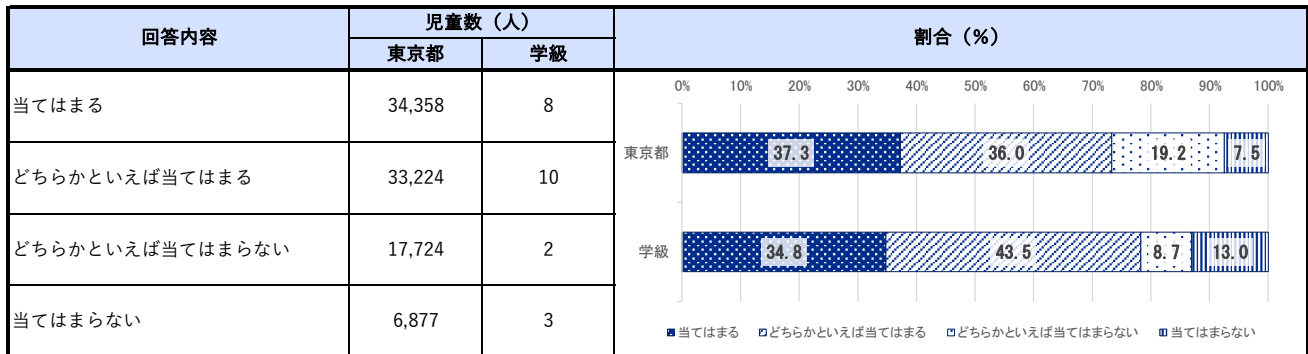 回答内容 児童数（人） 割合（％）
東京都 学級
当てはまる 34,358 8
どちらかといえば当てはまる 33,224 10
どちらかといえば当てはまらない 17,724 2
当てはまらない 6,877 3
0% 10% 20% 30% 40% 50% 60% 70% 80% 90% 100%
東京都 37.3 36.0 19.2 7.5
学級 34.8 43.5 8.7 13.0
当てはまる どちらかといえば当てはまる どちらかといえば当てはまらない 当てはまらない